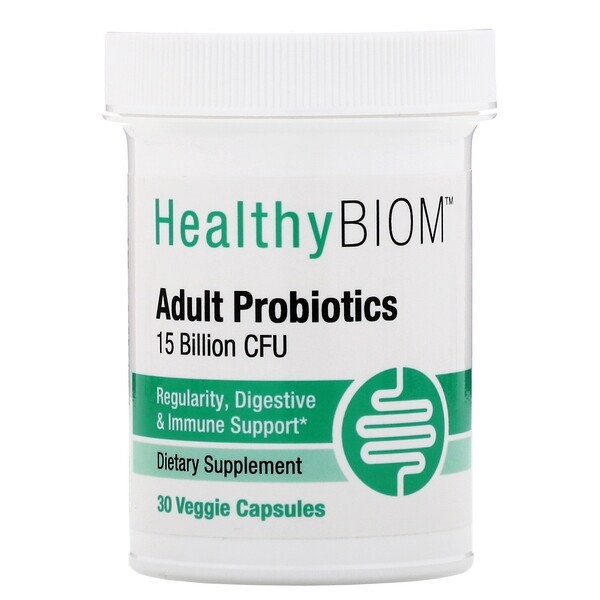 HealthyBIOM™
Adult Probiotics
15 Billion CFU
Regularity, Digestive
& Immune Support*
Dietary Supplement
30 Veggie Capsules